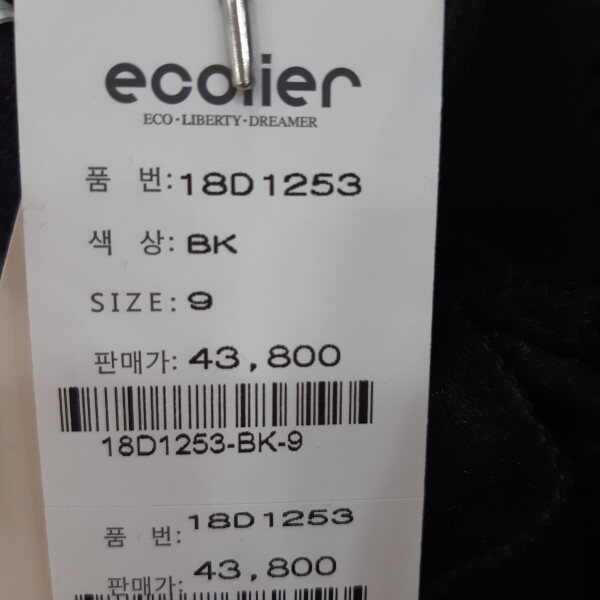 ecolier
ECO·LIBERTY·DREAMER
품 번: 18D1253
색 상: BK
SIZE: 9
판매가: 43,800
18D1253-BK-9
품 번: 18D1253
판매가: 43,800